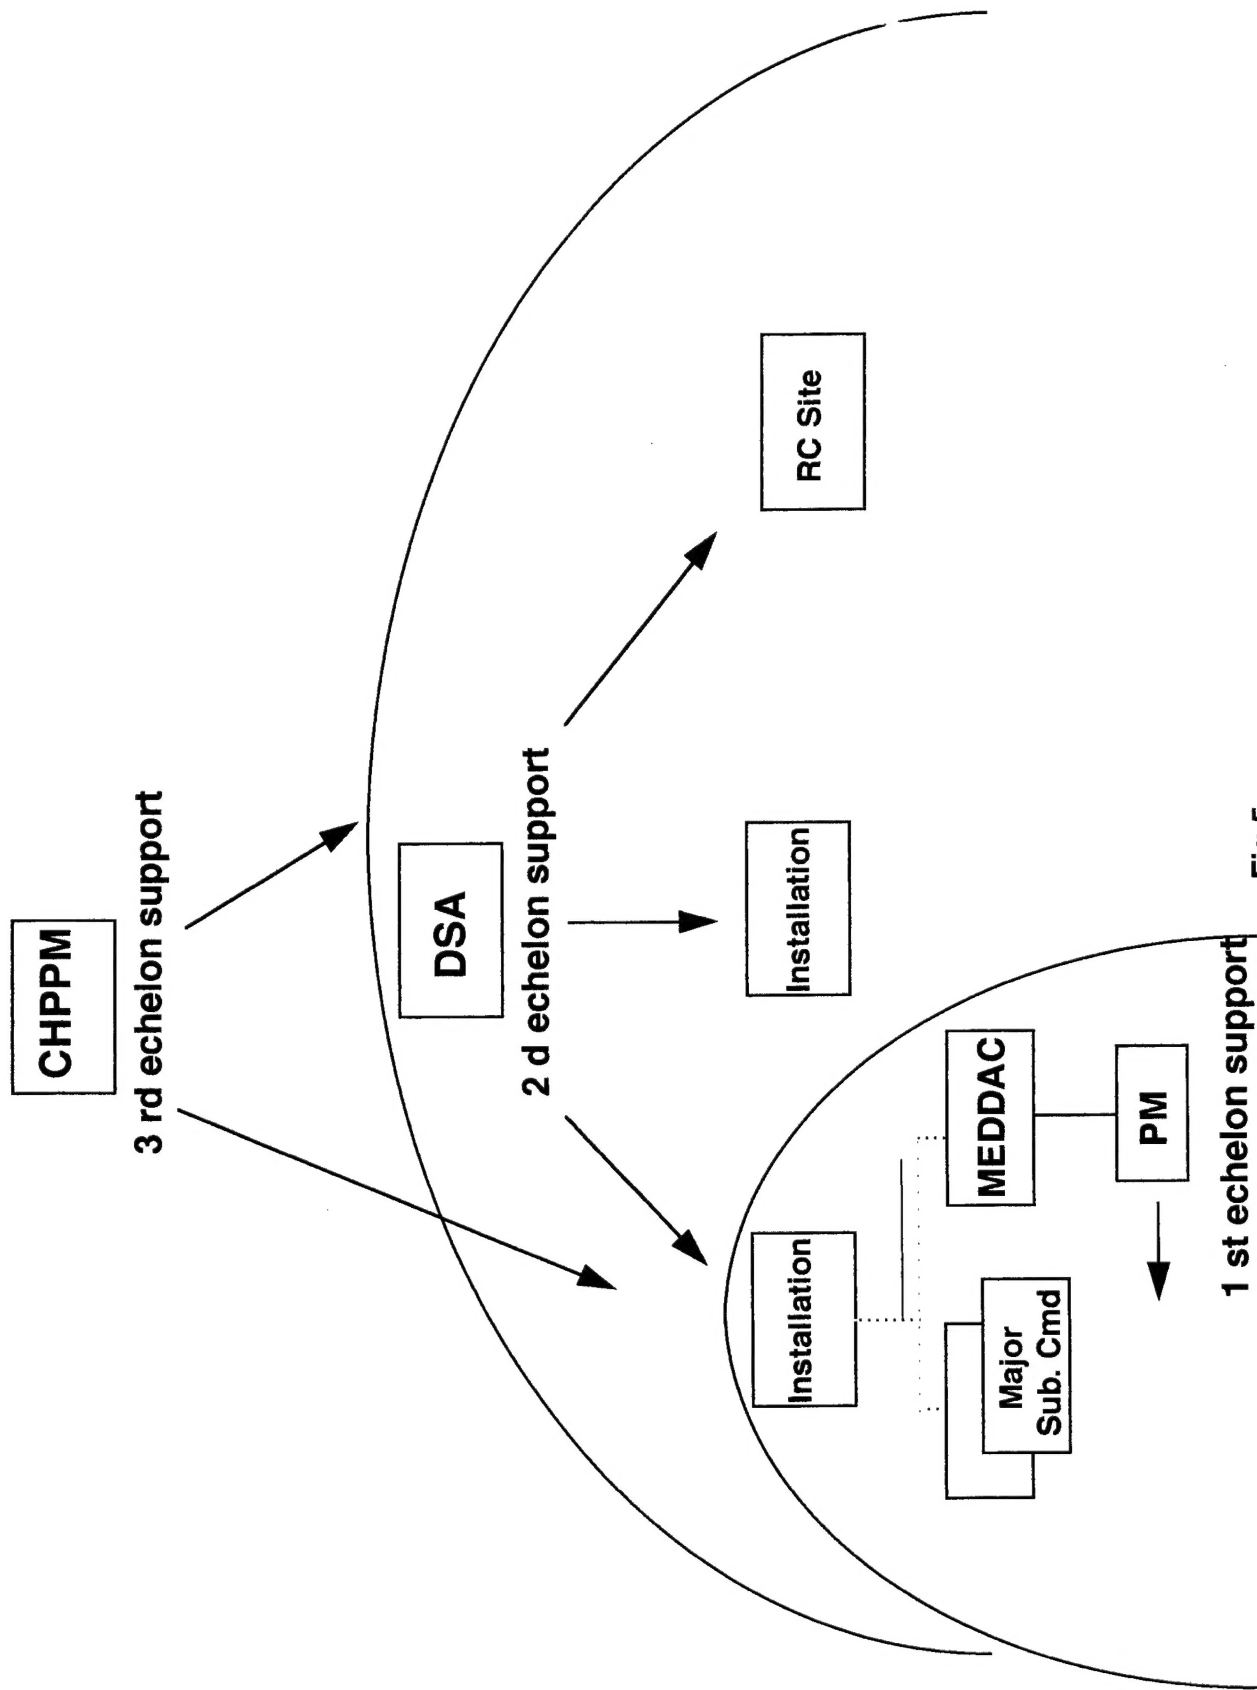 CHPPM
3 rd echelon support
DSA
2 d echelon support
Installation
Installation
RC Site
Major
Sub. Cmd
MEDDAC
PM
1 st echelon support